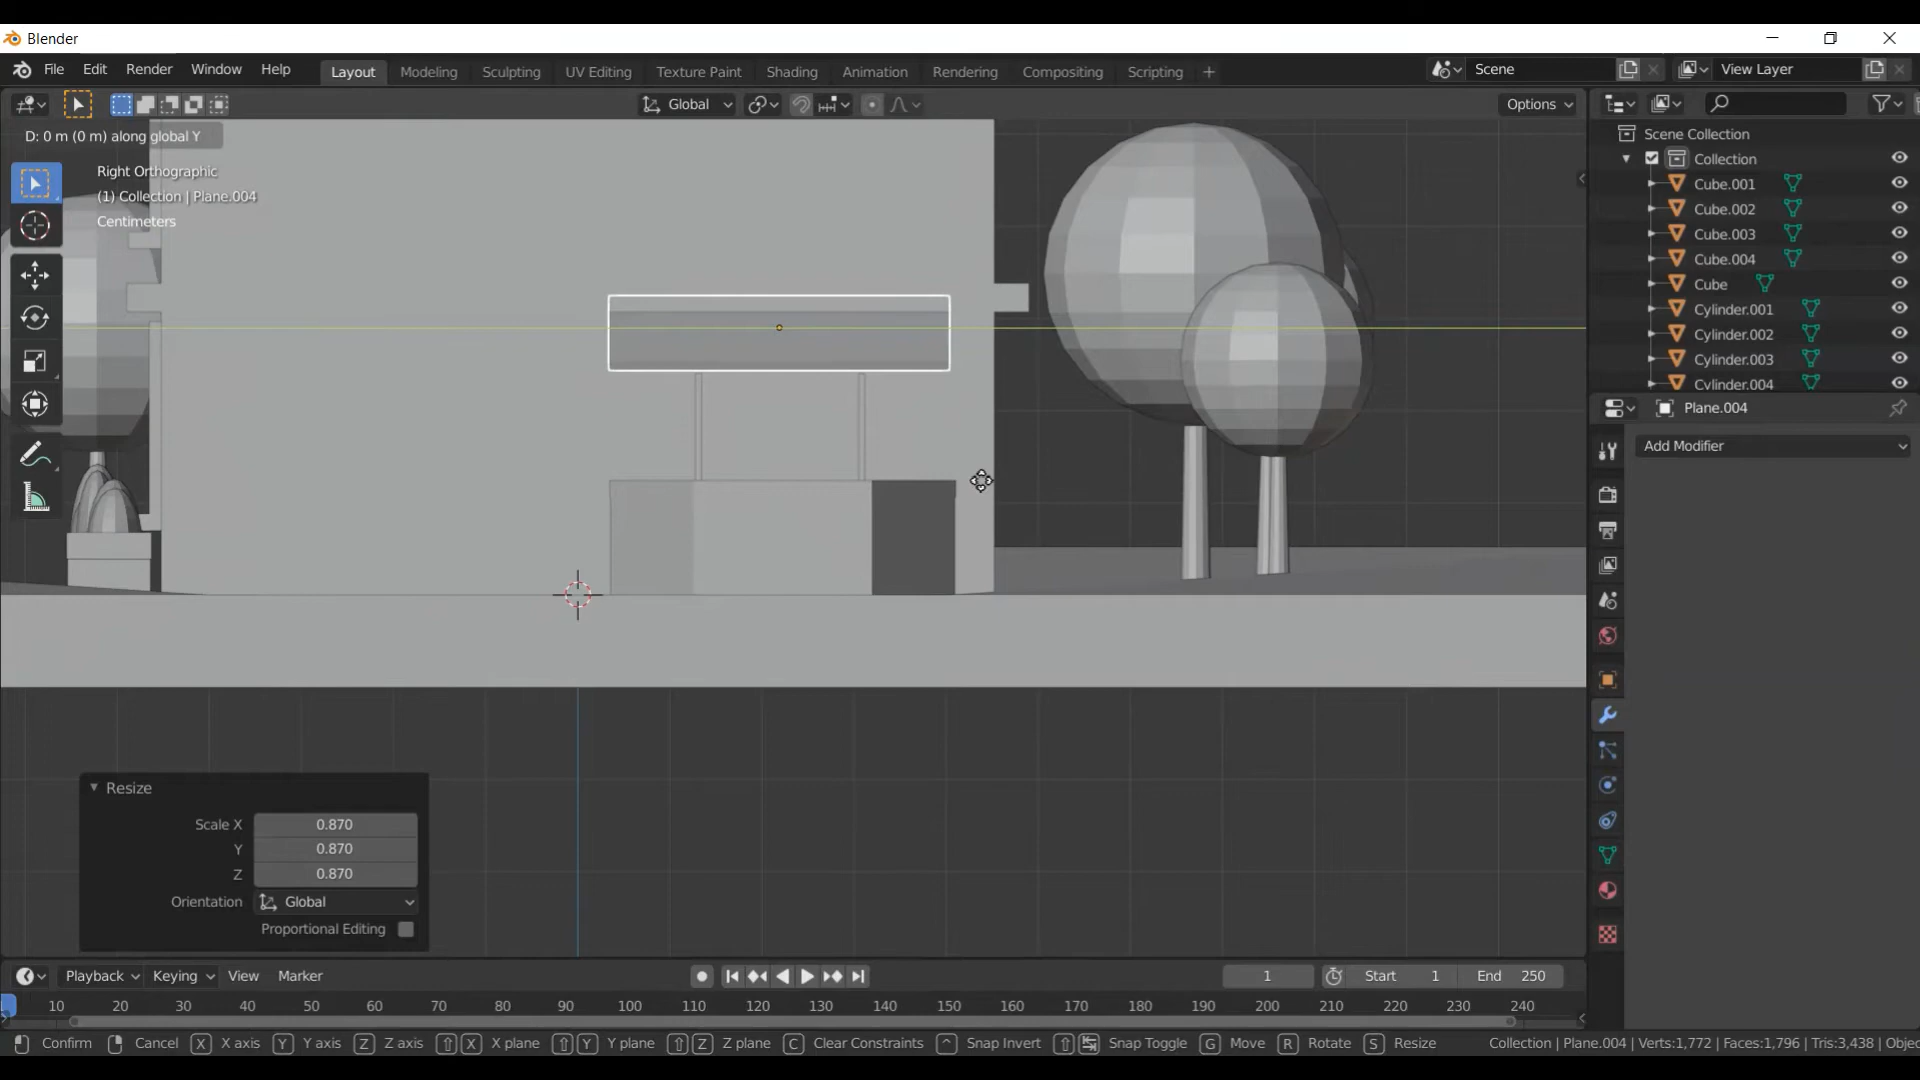 Blender
File Edit Render Window Help Layout Modeling Sculpting UV Editing Texture Paint Shading Animation Rendering Compositing Scripting + Scene View Layer
Global Options
D: 0 m (0 m) along global Y
Right Orthographic
(1) Collection | Plane.004
Centimeters
Scene Collection
Collection
Cube.001
Cube.002
Cube.003
Cube.004
Cube
Cylinder.001
Cylinder.002
Cylinder.003
Cylinder.004
Plane.004
Add Modifier
Resize
Scale X 0.870
Y 0.870
Z 0.870
Orientation Global
Proportional Editing
Playback Keying View Marker 1 Start 1 End 250
10 20 30 40 50 60 70 80 90 100 110 120 130 140 150 160 170 180 190 200 210 220 230 240
Confirm Cancel X X axis Y Y axis Z Z axis X X plane Y Y plane Z Z plane C Clear Constraints ^ Snap Invert Snap Toggle G Move R Rotate S Resize Collection | Plane.004 | Verts:1,772 | Faces:1,796 | Tris:3,438 | Objec